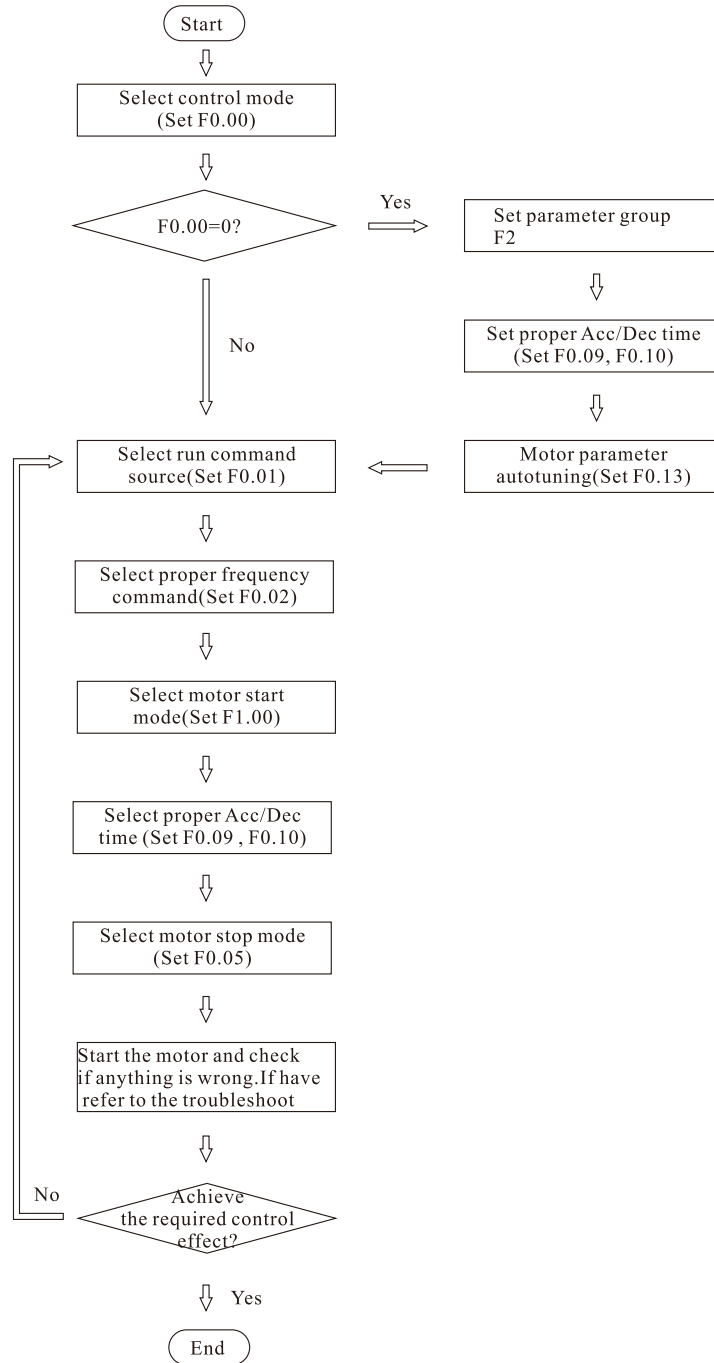 Start
Select control mode
(Set F0.00)
F0.00=0?
Yes
Set parameter group
F2
Set proper Acc/Dec time
(Set F0.09, F0.10)
Motor parameter
autotuning(Set F0.13)
No
Select run command
source(Set F0.01)
Select proper frequency
command(Set F0.02)
Select motor start
mode(Set F1.00)
Select proper Acc/Dec
time (Set F0.09 , F0.10)
Select motor stop mode
(Set F0.05)
Start the motor and check
if anything is wrong.If have
refer to the troubleshoot
Achieve
the required control
effect?
No
Yes
End